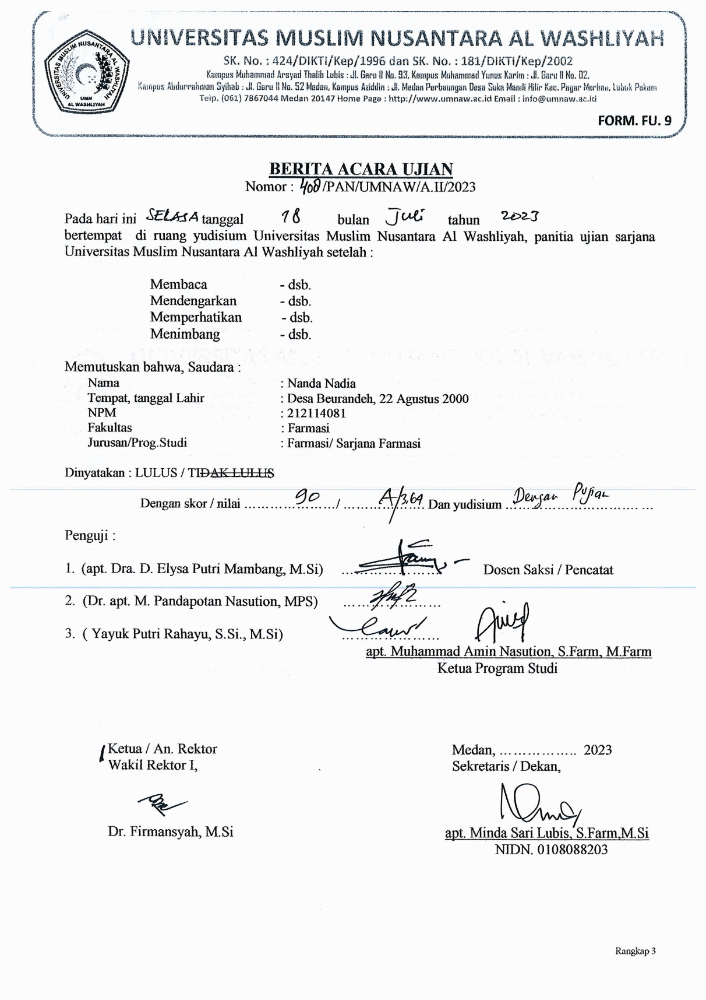 UNIVERSITAS MUSLIM NUSANTARA AL WASHLIYAH
UMN
AL WASHLIYAH
UNIVERSITAS MUSLIM NUSANTARA AL WASHLIYAH
SK. No. : 424/DIKTI/Kep/1996 dan SK. No. : 181/DIKTI/Kep/2002
Kampus Muhammad Arsyad Thalib Lubis : Jl. Garu II No. 93, Kampus Muhammad Yunus Karim : Jl. Garu II No. 02,
Kampus Abdurrahman Syihab : Jl. Garu II No. 52 Medan, Kampus Aziddin : Jl. Medan Perbaungan Desa Suka Mandi Hilir Kec. Pagar Merbau, Lubuk Pakam
Telp. (061) 7867044 Medan 20147 Home Page : http://www.umnaw.ac.id Email : info@umnaw.ac.id
FORM. FU. 9
BERITA ACARA UJIAN
Nomor : 408/PAN/UMNAW/A.II/2023
Pada hari ini SELASA tanggal 18 bulan Juli tahun 2023
bertempat di ruang yudisium Universitas Muslim Nusantara Al Washliyah, panitia ujian sarjana
Universitas Muslim Nusantara Al Washliyah setelah :
Membaca - dsb.
Mendengarkan - dsb.
Memperhatikan - dsb.
Menimbang - dsb.
Memutuskan bahwa, Saudara :
Nama : Nanda Nadia
Tempat, tanggal Lahir : Desa Beurandeh, 22 Agustus 2000
NPM : 212114081
Fakultas : Farmasi
Jurusan/Prog.Studi : Farmasi/ Sarjana Farmasi
Dinyatakan : LULUS / TIDAK LULUS
Dengan skor / nilai ......90....../ ......A/3,64...... Dan yudisium ......Dengan Pujian......
Penguji :
1. (apt. Dra. D. Elysa Putri Mambang, M.Si) ........................ Dosen Saksi / Pencatat
2. (Dr. apt. M. Pandapotan Nasution, MPS) ........................
3. ( Yayuk Putri Rahayu, S.Si., M.Si) ........................
apt. Muhammad Amin Nasution, S.Farm, M.Farm
Ketua Program Studi
Ketua / An. Rektor
Wakil Rektor I,
Dr. Firmansyah, M.Si
Medan, ................. 2023
Sekretaris / Dekan,
apt. Minda Sari Lubis, S.Farm,M.Si
NIDN. 0108088203
Rangkap 3